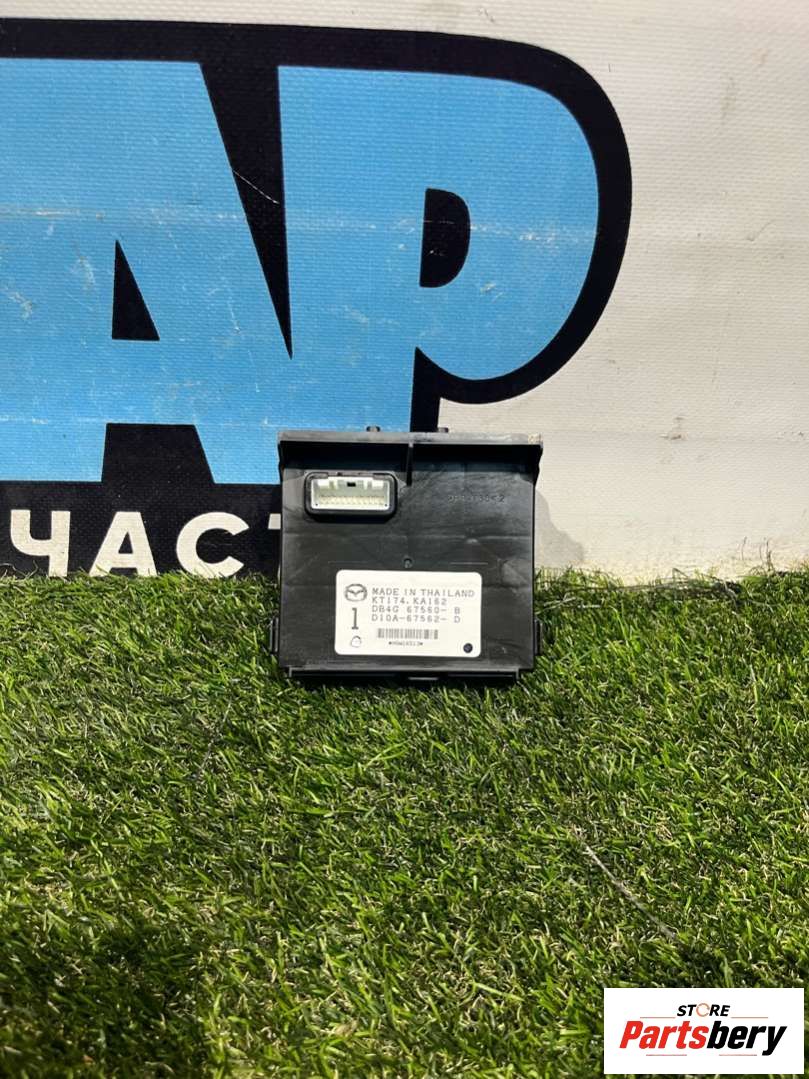 AP
ЧАСТ
MADE IN THAILAND
KT174.KA162
DB4G 67560- B
1
D10A-67562- D
STORE
Partsbery